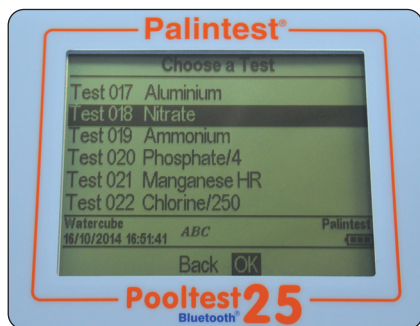 Palintest®
Choose a Test
Test 017 Aluminium
Test 018 Nitrate
Test 019 Ammonium
Test 020 Phosphate/4
Test 021 Manganese HR
Test 022 Chlorine/250
Watercube ABC Palintest
16/10/2014 16:51:41
Back OK
Pooltest 25
Bluetooth®